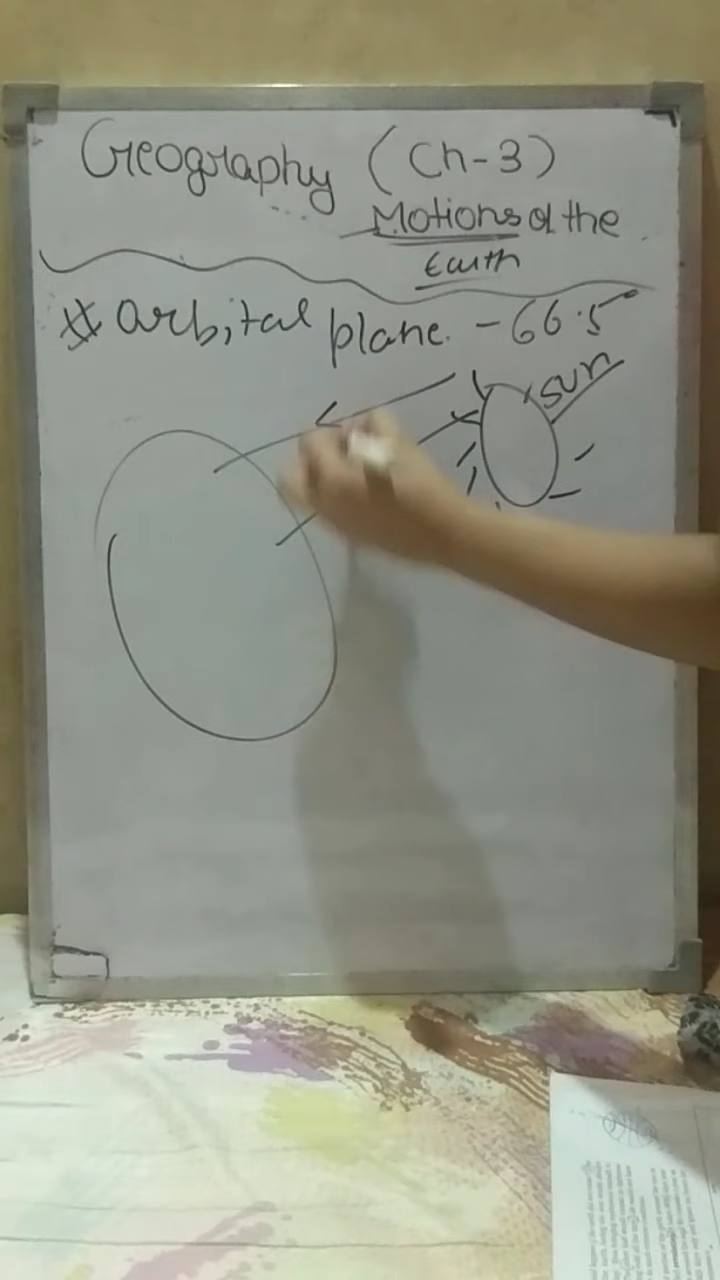 Geography (Ch-3)
Motions of the
Earth
# arbital plane. - 66.5°
sun